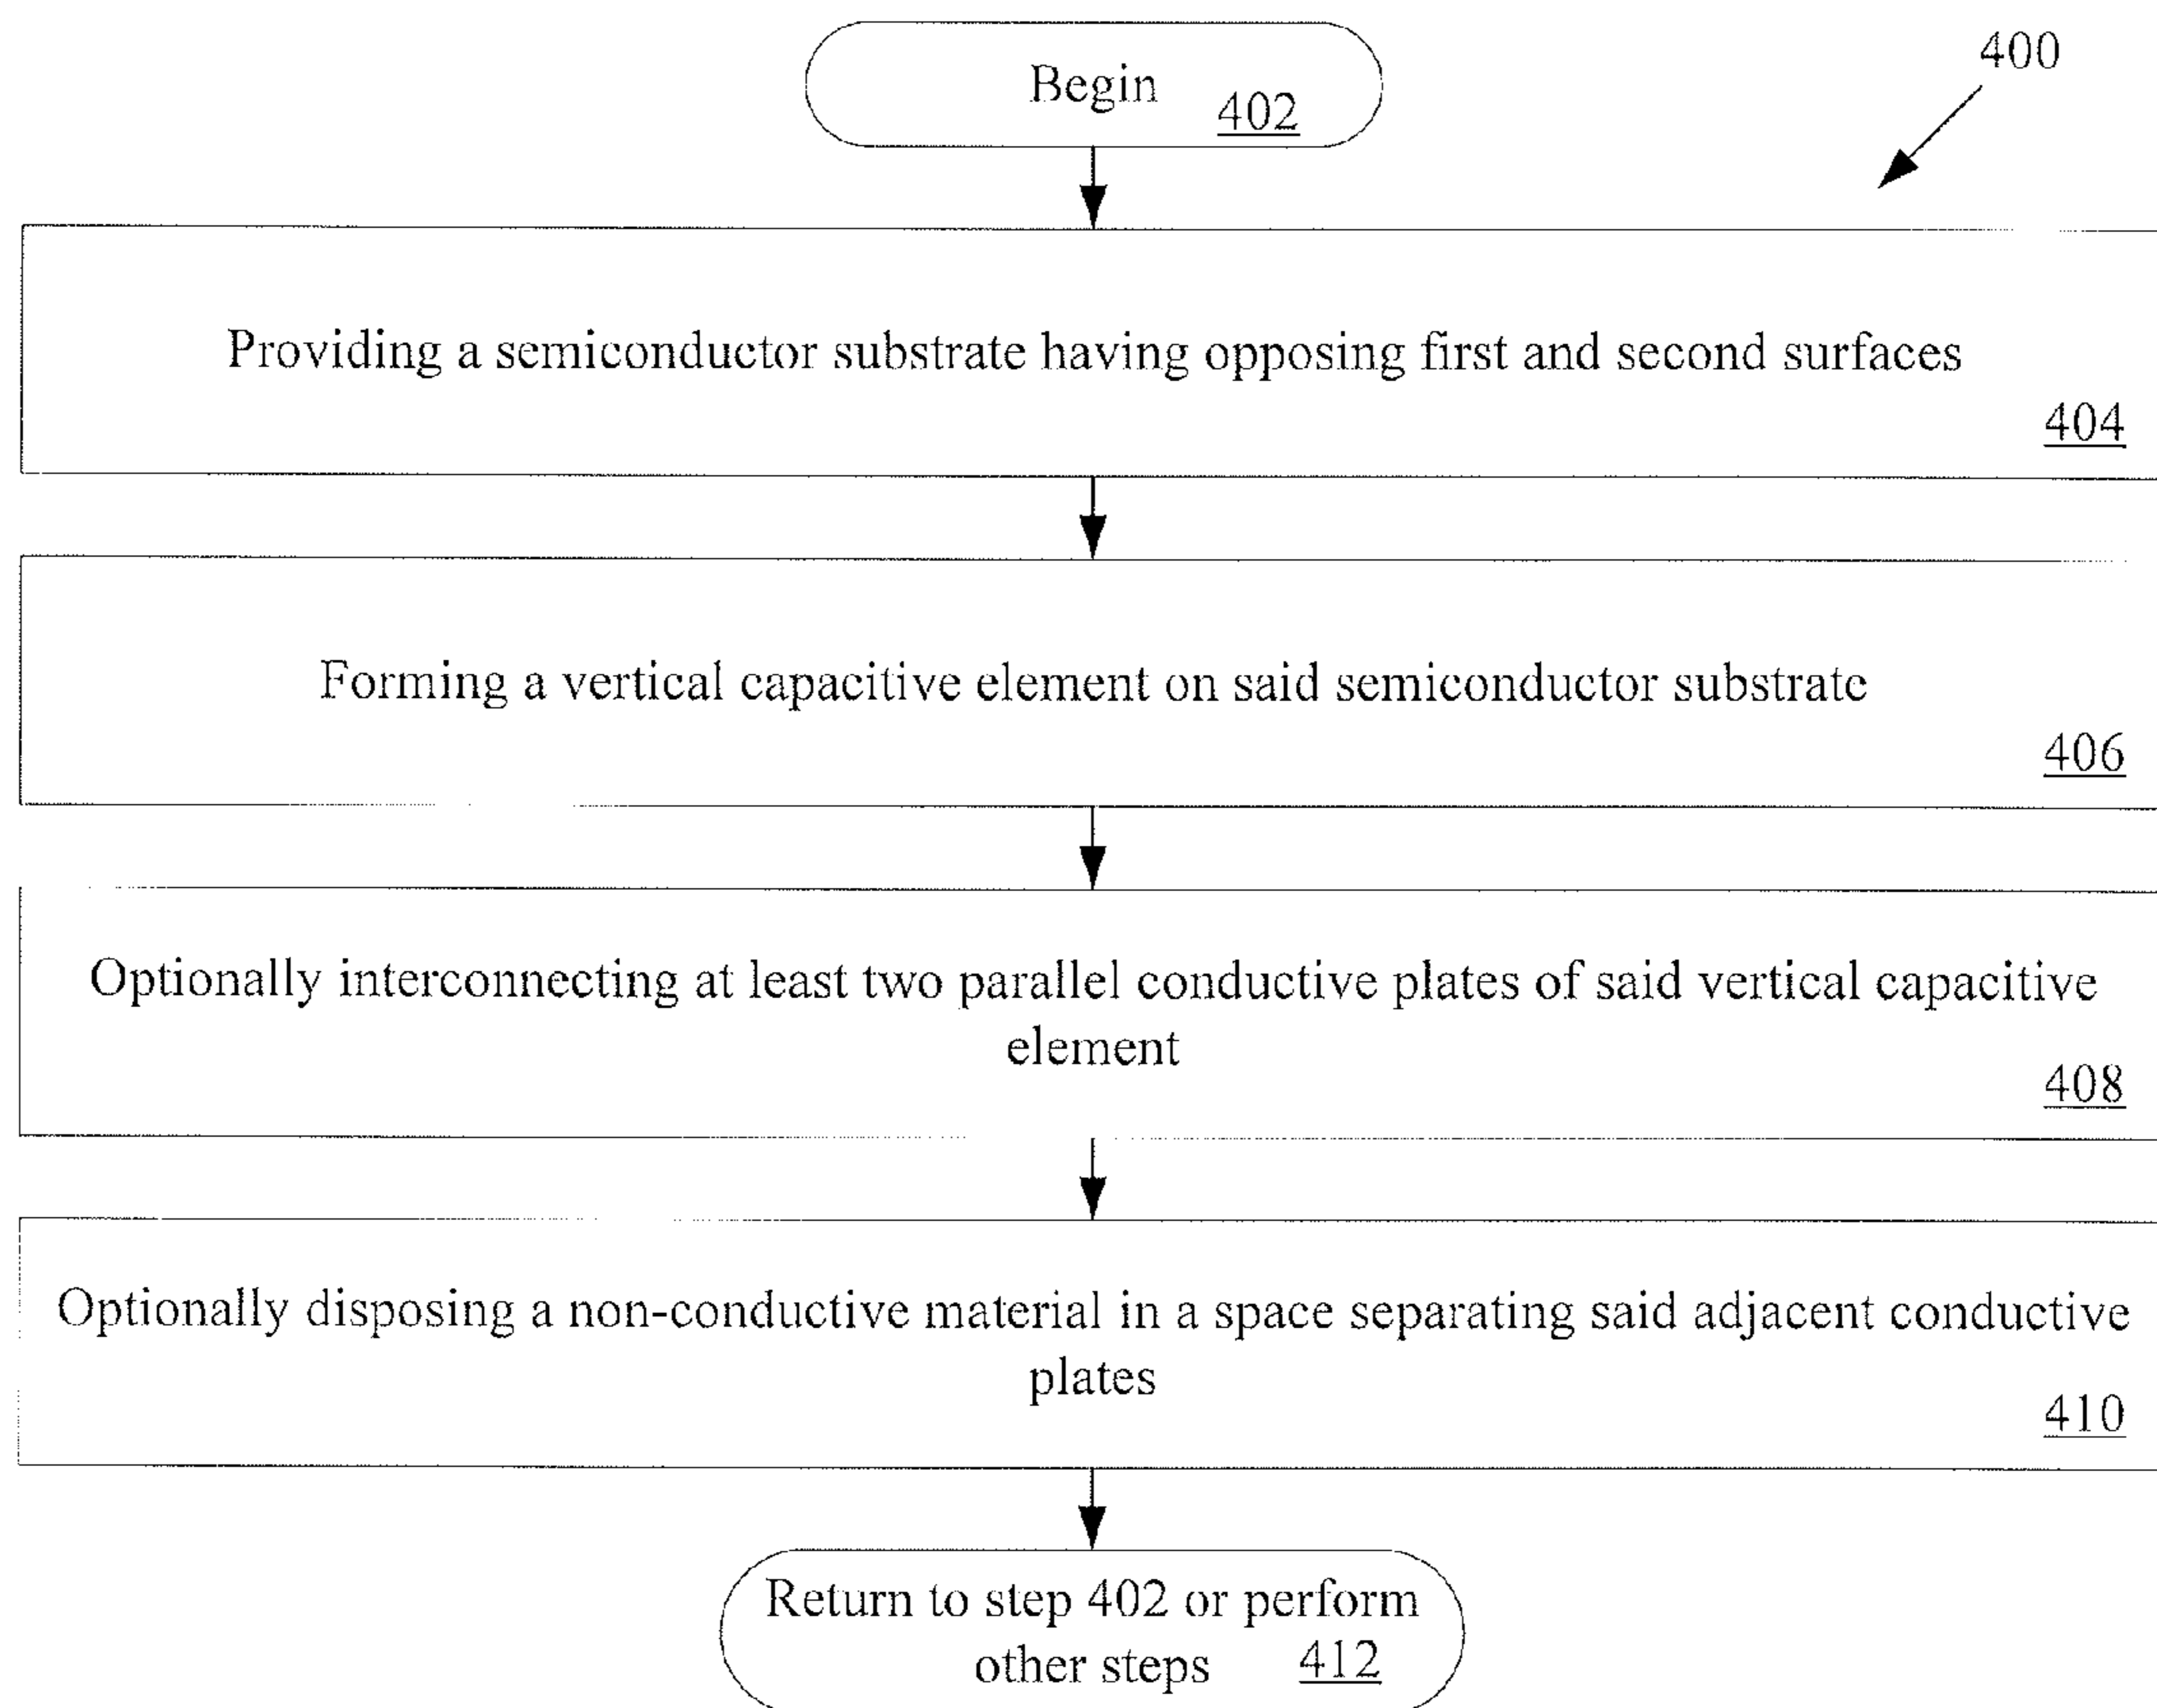 400
Begin 402
Providing a semiconductor substrate having opposing first and second surfaces
404
Forming a vertical capacitive element on said semiconductor substrate
406
Optionally interconnecting at least two parallel conductive plates of said vertical capacitive
element
408
Optionally disposing a non-conductive material in a space separating said adjacent conductive
plates
410
Return to step 402 or perform
other steps 412